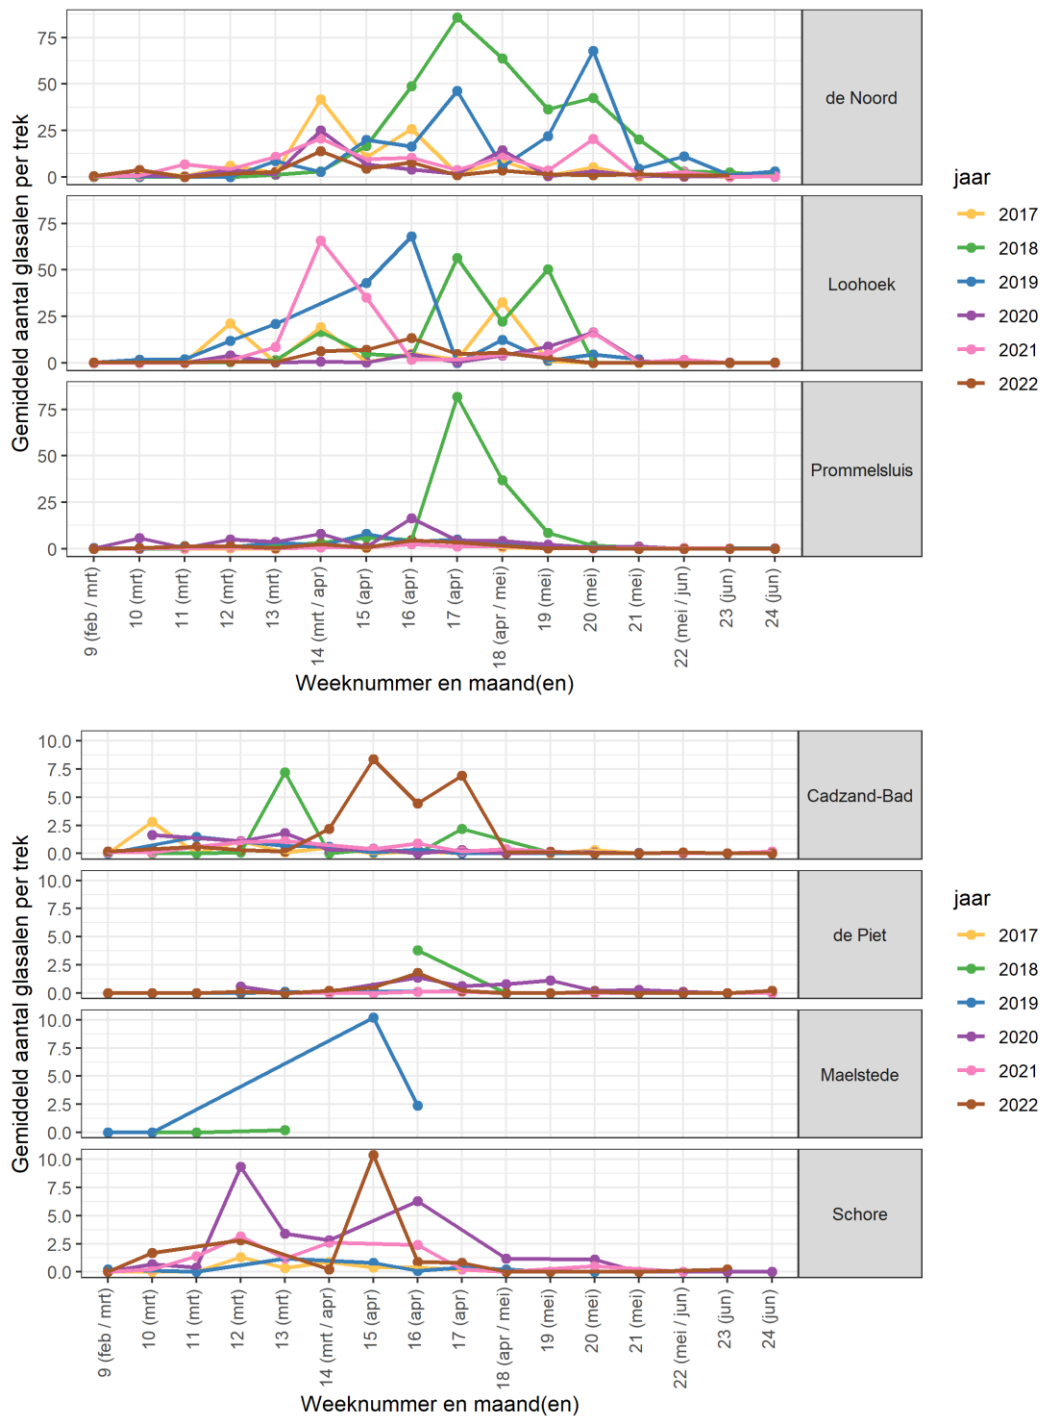 Gemiddeld aantal glasalen per trek
75
50
25
0
de Noord
75
50
25
0
Loohoek
75
50
25
0
Prommelsluis
9 (feb / mrt)
10 (mrt)
11 (mrt)
12 (mrt)
13 (mrt)
14 (mrt / apr)
15 (apr)
16 (apr)
17 (apr)
18 (apr / mei)
19 (mei)
20 (mei)
21 (mei)
22 (mei / jun)
23 (jun)
24 (jun)
Weeknummer en maand(en)
jaar
2017
2018
2019
2020
2021
2022
Gemiddeld aantal glasalen per trek
10.0
7.5
5.0
2.5
0.0
Cadzand-Bad
10.0
7.5
5.0
2.5
0.0
de Piet
10.0
7.5
5.0
2.5
0.0
Maelstede
10.0
7.5
5.0
2.5
0.0
Schore
9 (feb / mrt)
10 (mrt)
11 (mrt)
12 (mrt)
13 (mrt)
14 (mrt / apr)
15 (apr)
16 (apr)
17 (apr)
18 (apr / mei)
19 (mei)
20 (mei)
21 (mei)
22 (mei / jun)
23 (jun)
24 (jun)
Weeknummer en maand(en)
jaar
2017
2018
2019
2020
2021
2022